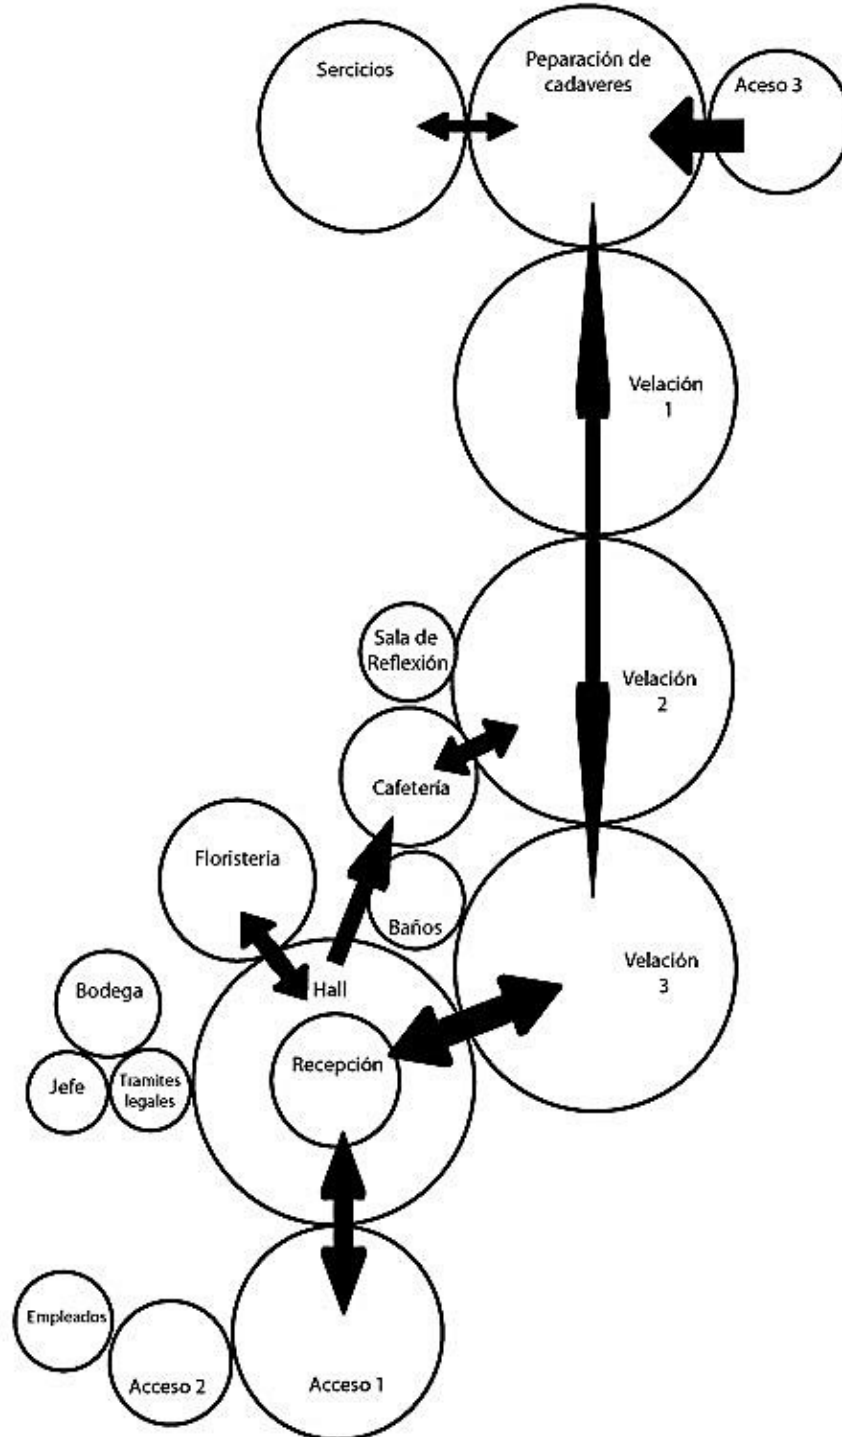 Sercicios
Peparación de
cadaveres
Aceso 3
Velación
1
Sala de
Reflexión
Velación
2
Cafetería
Floristeria
Baños
Velación
3
Hall
Bodega
Recepción
Jefe
Tramites
legales
Empleados
Acceso 2
Acceso 1